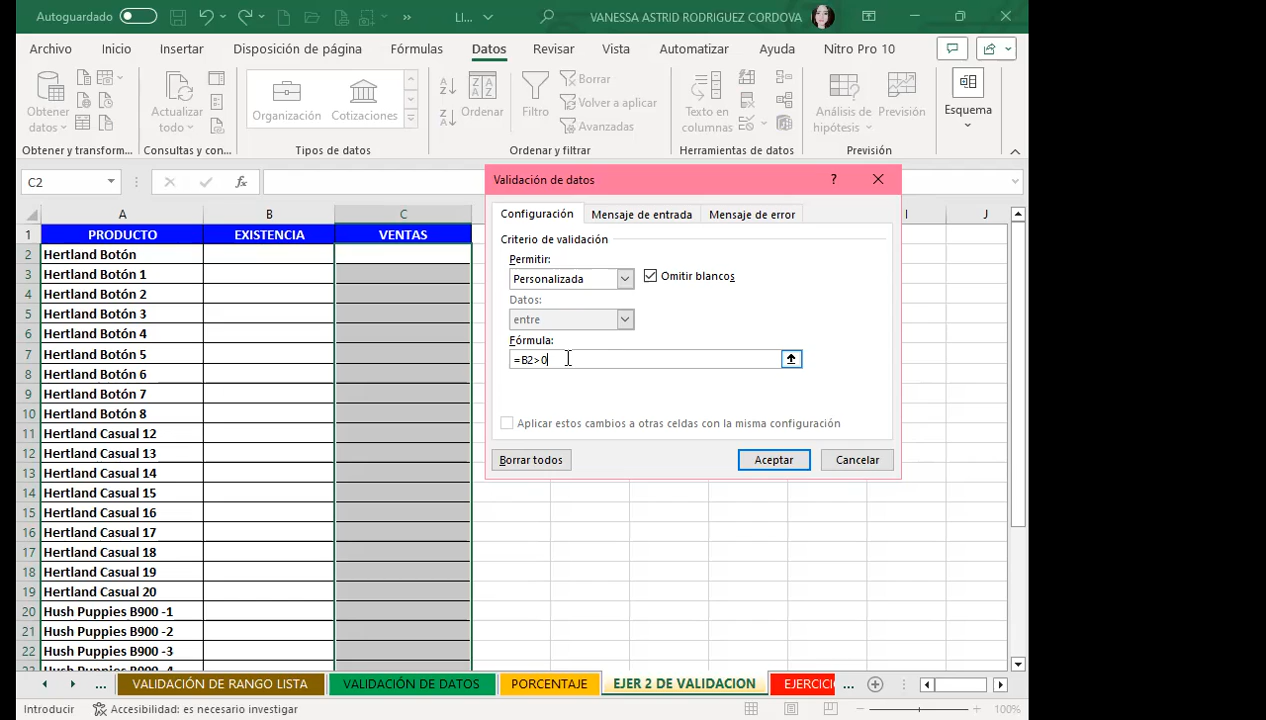 Autoguardado LI... VANESSA ASTRID RODRIGUEZ CORDOVA
Archivo Inicio Insertar Disposición de página Fórmulas Datos Revisar Vista Automatizar Ayuda Nitro Pro 10
Obtener datos
Actualizar todo
Organización Cotizaciones
Ordenar
Filtro
Borrar
Volver a aplicar
Avanzadas
Texto en columnas
Análisis de hipótesis
Previsión
Esquema
Obtener y transform... Consultas y con... Tipos de datos Ordenar y filtrar Herramientas de datos Previsión
C2 fx
Validación de datos ?
Configuración Mensaje de entrada Mensaje de error
Criterio de validación
Permitir:
Personalizada Omitir blancos
Datos:
entre
Fórmula:
=B2>0
Aplicar estos cambios a otras celdas con la misma configuración
Borrar todos Aceptar Cancelar
A B C I J
1 PRODUCTO EXISTENCIA VENTAS
2 Hertland Botón
3 Hertland Botón 1
4 Hertland Botón 2
5 Hertland Botón 3
6 Hertland Botón 4
7 Hertland Botón 5
8 Hertland Botón 6
9 Hertland Botón 7
10 Hertland Botón 8
11 Hertland Casual 12
12 Hertland Casual 13
13 Hertland Casual 14
14 Hertland Casual 15
15 Hertland Casual 16
16 Hertland Casual 17
17 Hertland Casual 18
18 Hertland Casual 19
19 Hertland Casual 20
20 Hush Puppies B900 -1
21 Hush Puppies B900 -2
22 Hush Puppies B900 -3
23 Hush Puppies B900 -4
... VALIDACIÓN DE RANGO LISTA VALIDACIÓN DE DATOS PORCENTAJE EJER 2 DE VALIDACION EJERCICI ...
Introducir Accesibilidad: es necesario investigar 100%